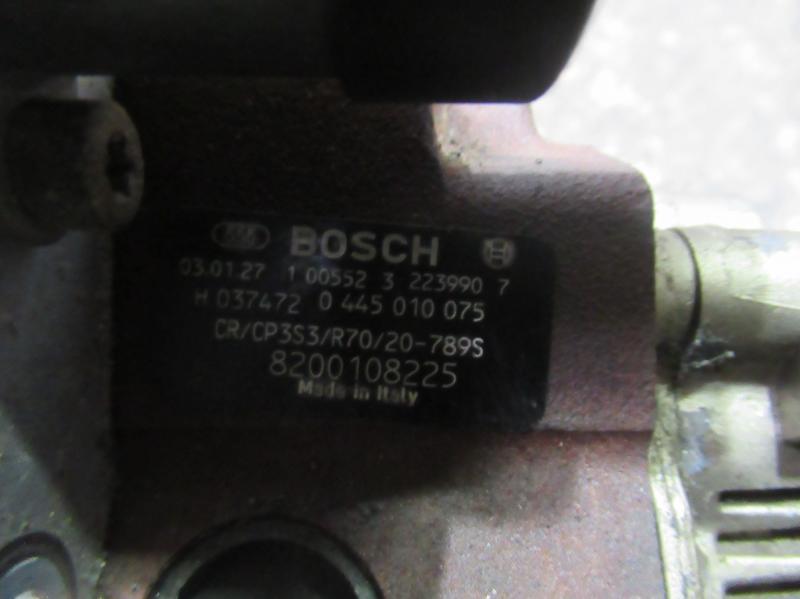 BOSCH
03.01.27 1 00552 3 223990 7
H 037472 0 445 010 075
CR/CP3S3/R70/20-789S
8200108225
Made in Italy